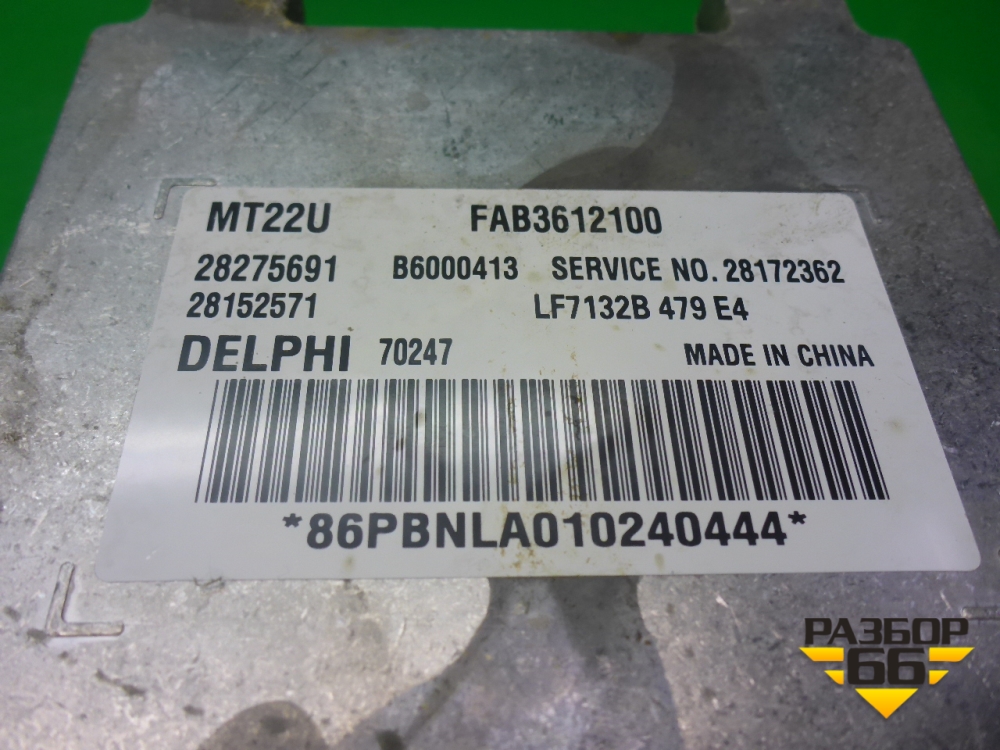 MT22U FAB3612100
28275691 B6000413 SERVICE NO. 28172362
28152571 LF7132B 479 E4
DELPHI 70247 MADE IN CHINA
*86PBNLA010240444*
РАЗБОР
66